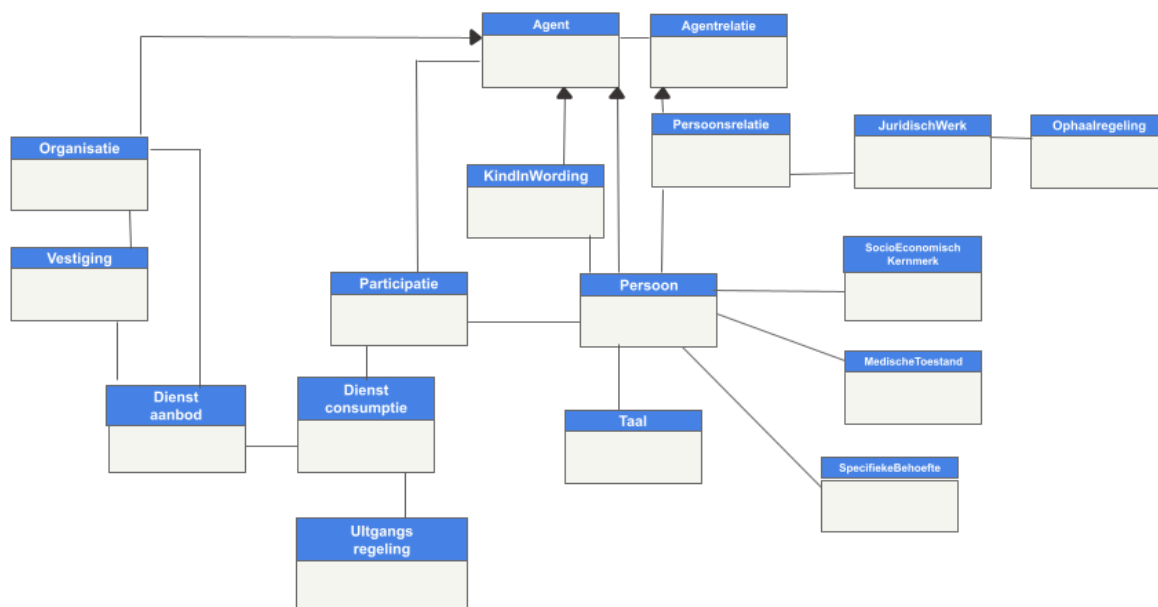 Agent
Agentrelatie
Persoonsrelatie
JuridischWerk
Ophaalregeling
Organisatie
KindInWording
Vestiging
SocioEconomisch
Kernmerk
Participatie
Persoon
MedischeToestand
Dienst
aanbod
Dienst
consumptie
Taal
SpecifiekeBehoefte
UItgangs
regeling